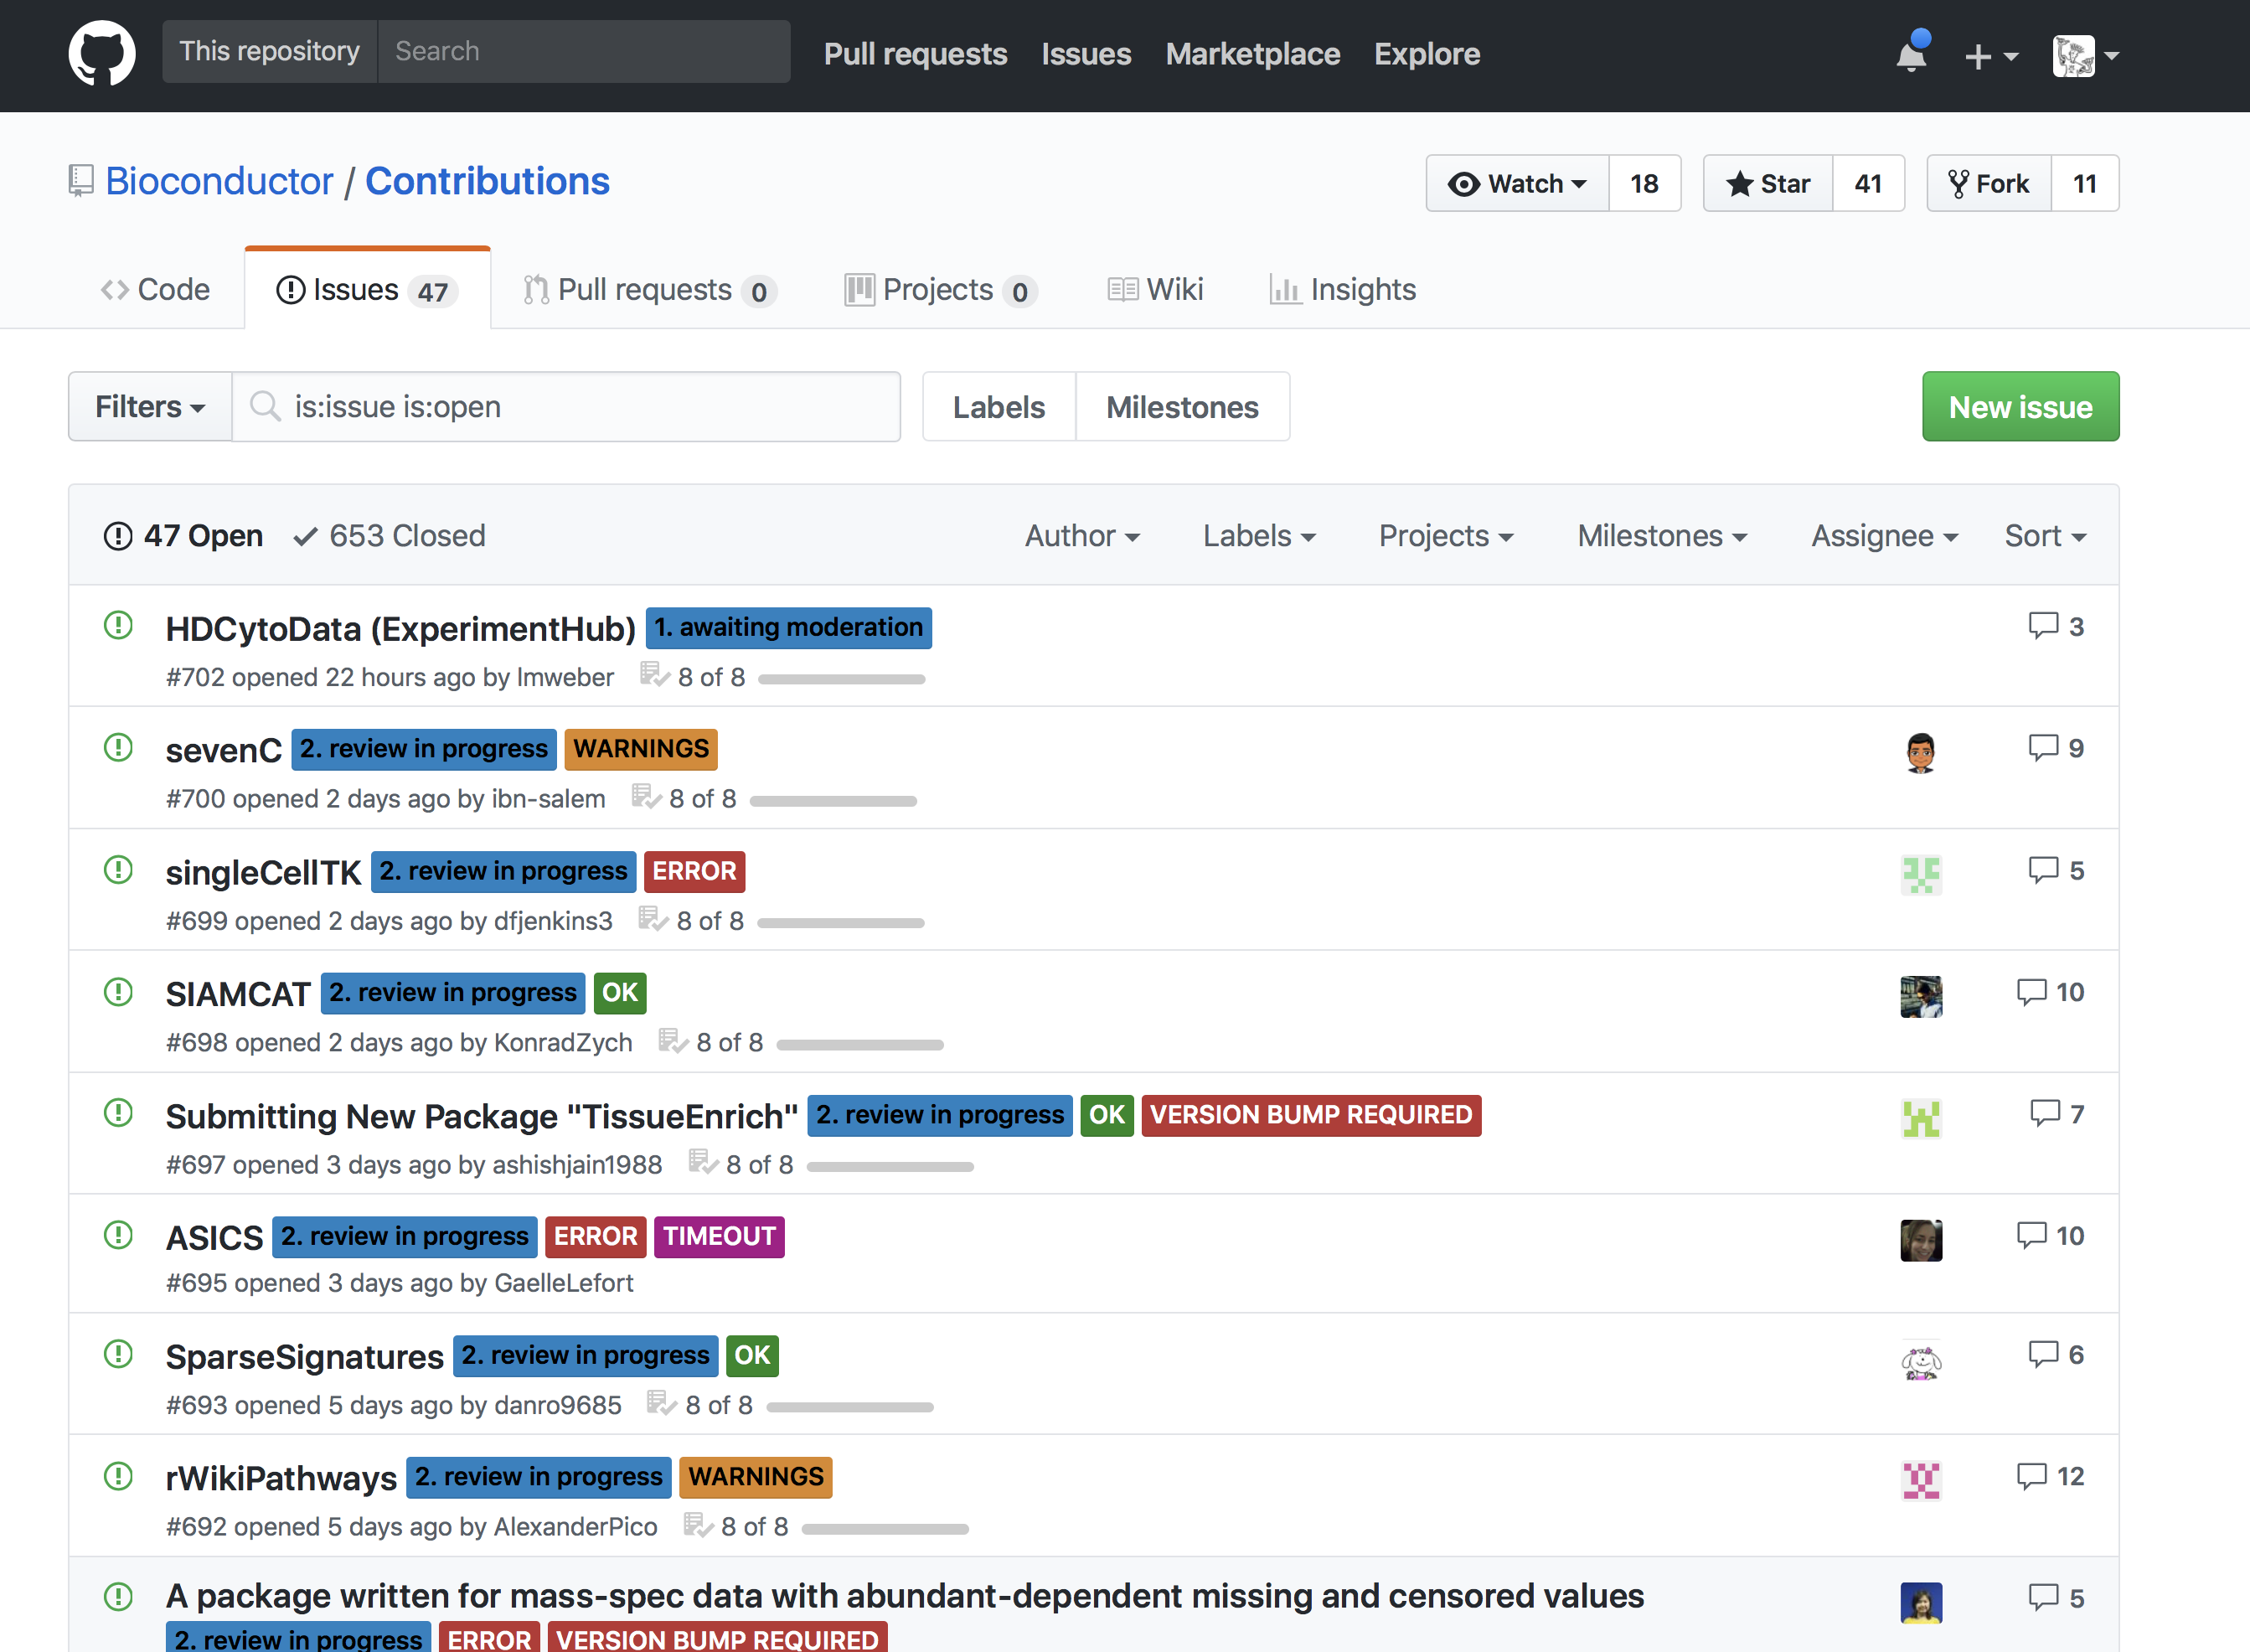 This repository Search Pull requests Issues Marketplace Explore
Bioconductor / Contributions Watch 18 Star 41 Fork 11
Code Issues 47 Pull requests 0 Projects 0 Wiki Insights
Filters is:issue is:open Labels Milestones New issue
47 Open 653 Closed Author Labels Projects Milestones Assignee Sort
HDCytoData (ExperimentHub) 1. awaiting moderation 3
#702 opened 22 hours ago by lmweber 8 of 8
sevenC 2. review in progress WARNINGS 9
#700 opened 2 days ago by ibn-salem 8 of 8
singleCellTK 2. review in progress ERROR 5
#699 opened 2 days ago by dfjenkins3 8 of 8
SIAMCAT 2. review in progress OK 10
#698 opened 2 days ago by KonradZych 8 of 8
Submitting New Package "TissueEnrich" 2. review in progress OK VERSION BUMP REQUIRED 7
#697 opened 3 days ago by ashishjain1988 8 of 8
ASICS 2. review in progress ERROR TIMEOUT 10
#695 opened 3 days ago by GaelleLefort
SparseSignatures 2. review in progress OK 6
#693 opened 5 days ago by danro9685 8 of 8
rWikiPathways 2. review in progress WARNINGS 12
#692 opened 5 days ago by AlexanderPico 8 of 8
A package written for mass-spec data with abundant-dependent missing and censored values 5
2. review in progress ERROR VERSION BUMP REQUIRED